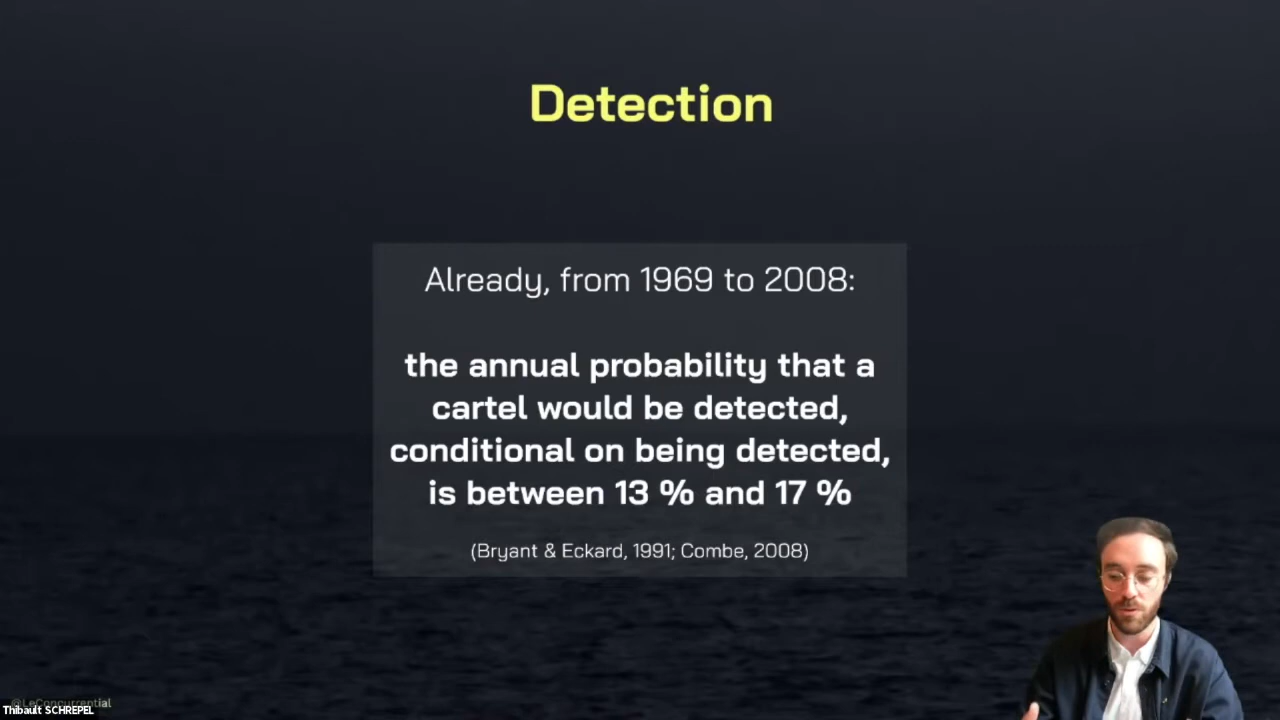 Detection
Already, from 1969 to 2008:
the annual probability that a
cartel would be detected,
conditional on being detected,
is between 13 % and 17 %
(Bryant & Eckard, 1991; Combe, 2008)
@LeConcurrential
Thibault SCHREPEL